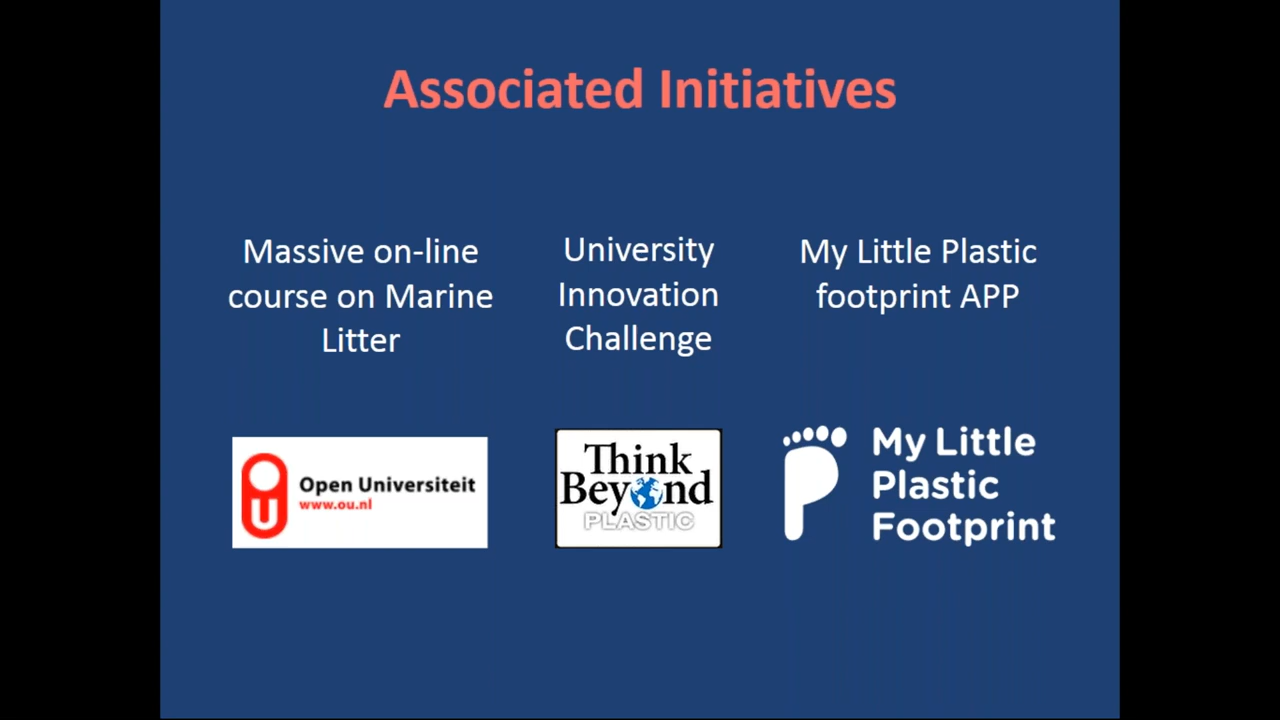 Associated Initiatives
Massive on-line
course on Marine
Litter
University
Innovation
Challenge
My Little Plastic
footprint APP
U
Open Universiteit
www.ou.nl
Think
Beyond
PLASTIC
My Little
Plastic
Footprint